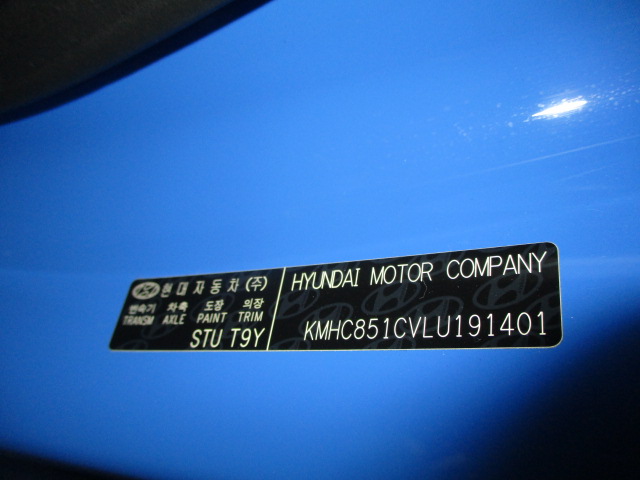 현대자동차(주)
변속기 차축 도장 의장
TRANSM AXLE PAINT TRIM
STU T9Y
HYUNDAI MOTOR COMPANY
KMHC851CVLU191401